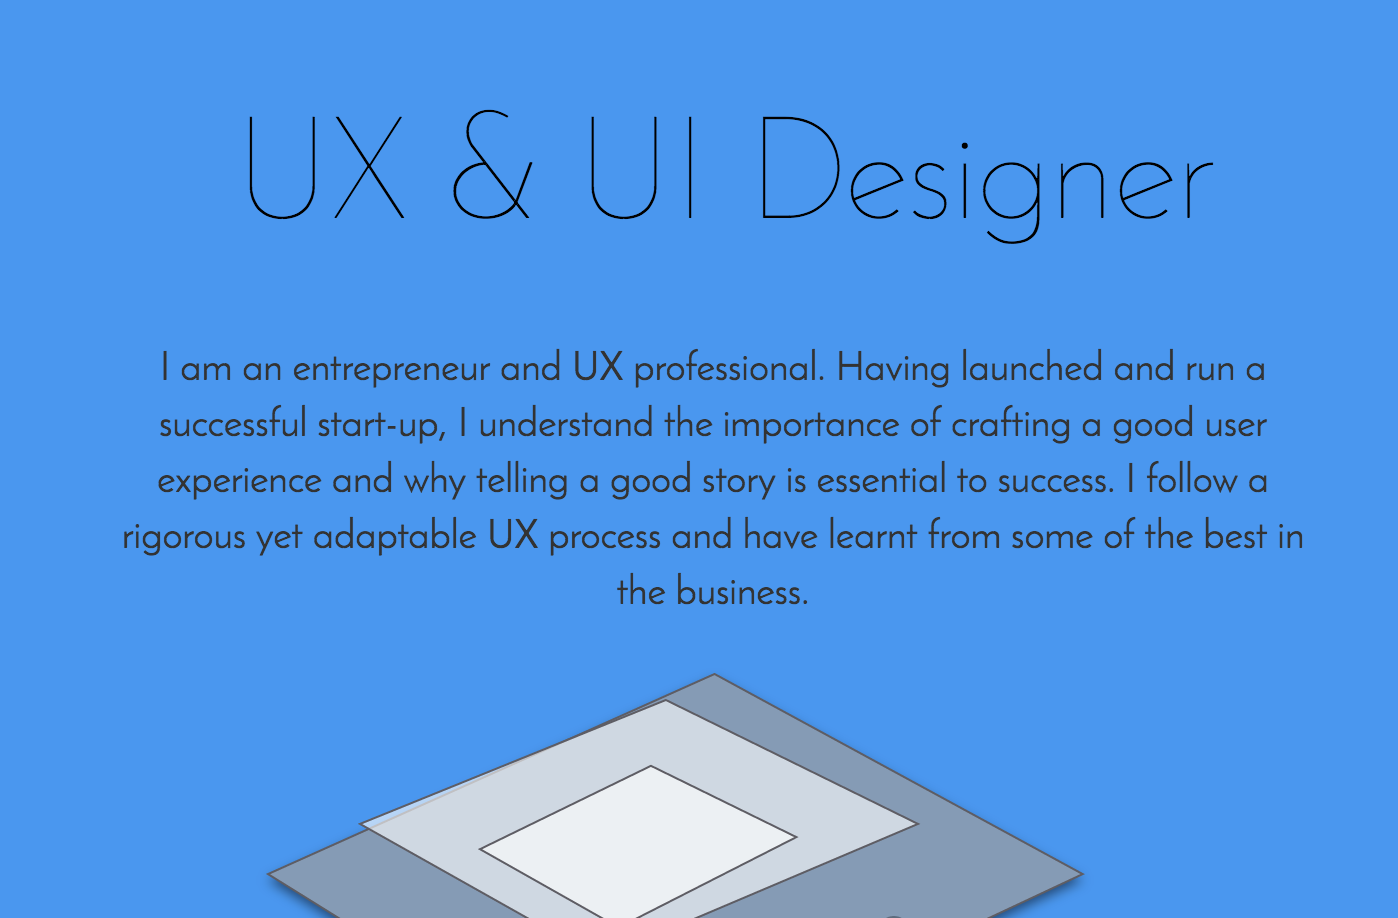 UX & UI Designer
I am an entrepreneur and UX professional. Having launched and run a
successful start-up, I understand the importance of crafting a good user
experience and why telling a good story is essential to success. I follow a
rigorous yet adaptable UX process and have learnt from some of the best in
the business.